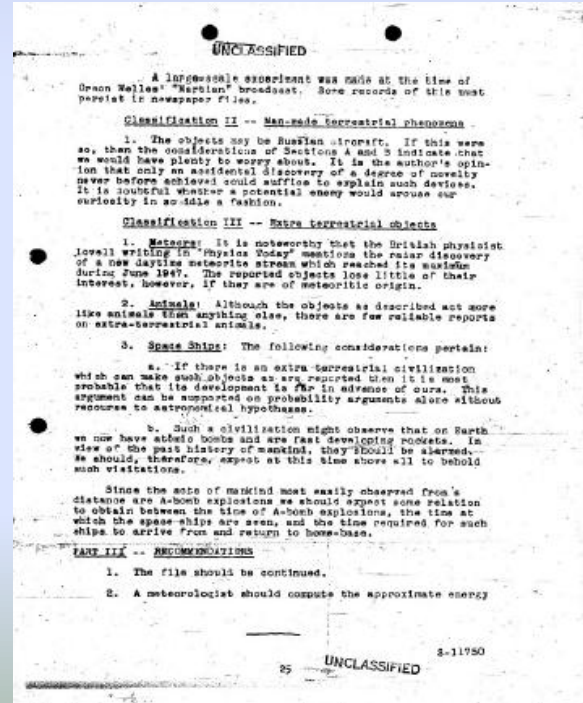 UNCLASSIFIED
A large-scale experiment was made at the time of
Orson Welles' "Martian" broadcast. Some records of this must
persist in newspaper files.
Classification II -- Man-made terrestrial phenomena
1. The objects may be Russian aircraft. If this were
so, then the considerations of Sections A and B indicate that
we would have plenty to worry about. It is the author's opin-
ion that only an accidental discovery of a degree of novelty
never before achieved could suffice to explain such devices.
It is doubtful whether a potential enemy would arouse our
curiosity in so idle a fashion.
Classification III -- Extra terrestrial objects
1. Meteors: It is noteworthy that the British physicist
Lovell writing in "Physics Today" mentions the radar discovery
of a new daytime meteorite stream which reached its maximum
during June 1947. The reported objects lose little of their
interest, however, if they are of meteoritic origin.
2. Animals: Although the objects as described act more
like animals than anything else, there are few reliable reports
on extra-terrestrial animals.
3. Space Ships: The following considerations pertain:
a. If there is an extra terrestrial civilization
which can make such objects as are reported then it is most
probable that its development is far in advance of ours. This
argument can be supported on probability arguments alone without
recourse to astronomical hypotheses.
b. Such a civilization might observe that on Earth
we now have atomic bombs and are fast developing rockets. In
view of the past history of mankind, they should be alarmed.
We should, therefore, expect at this time above all to behold
such visitations.
Since the acts of mankind most easily observed from a
distance are A-bomb explosions we should expect some relation
to obtain between the time of A-bomb explosions, the time at
which the space ships are seen, and the time required for such
ships to arrive from and return to home-base.
PART III -- RECOMMENDATIONS
1. The file should be continued.
2. A meteorologist should compute the approximate energy
S-11750
25 UNCLASSIFIED